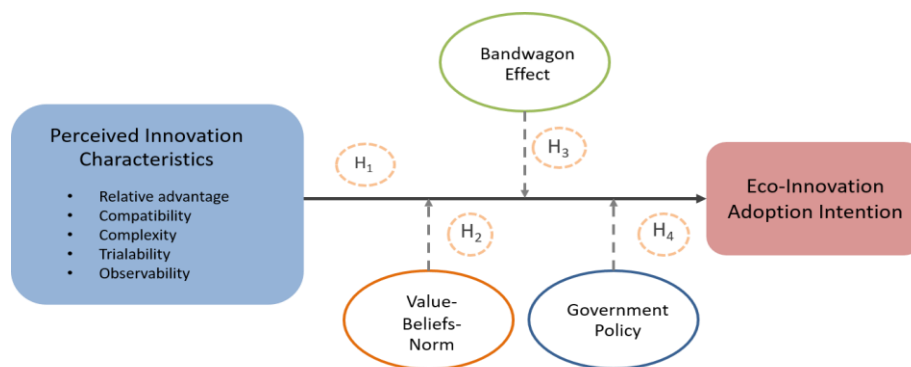 Bandwagon
Effect
Perceived Innovation
Characteristics
• Relative advantage
• Compatibility
• Complexity
• Trialability
• Observability
H₁
H₃
Eco-Innovation
Adoption Intention
H₂
H₄
Value-
Beliefs-
Norm
Government
Policy